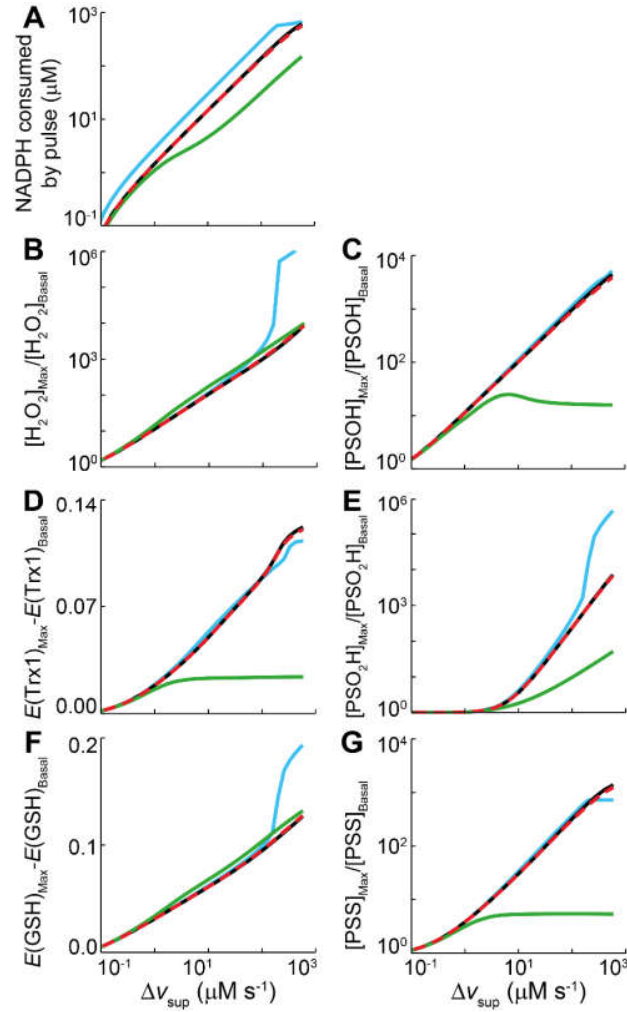 A
NADPH consumed
by pulse (μM)
10³
10¹
10⁻¹
B
[H₂O₂]Max/[H₂O₂]Basal
10⁶
10³
10⁰
C
[PSOH]Max/[PSOH]Basal
10⁴
10²
10⁰
D
E(Trx1)Max-E(Trx1)Basal
0.14
0.07
0.00
E
[PSO₂H]Max/[PSO₂H]Basal
10⁶
10³
10⁰
F
E(GSH)Max-E(GSH)Basal
0.2
0.1
0.0
10⁻¹ 10¹ 10³
Δvsup (μM s⁻¹)
G
[PSS]Max/[PSS]Basal
10⁴
10²
10⁰
10⁻¹ 10¹ 10³
Δvsup (μM s⁻¹)